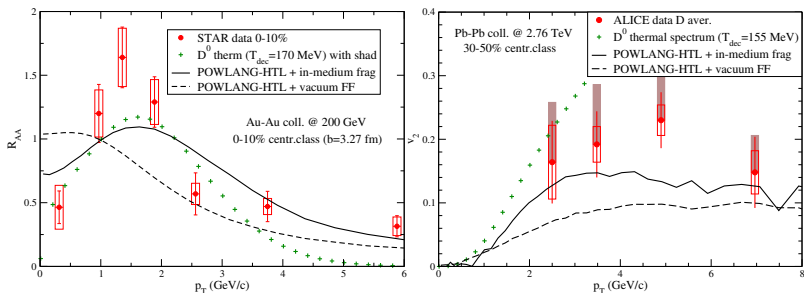 2
1.5
1
0.5
0
R_AA
0 1 2 3 4 5 6
p_T (GeV/c)
STAR data 0-10%
D^0 therm (T_dec=170 MeV) with shad
POWLANG-HTL + in-medium frag
POWLANG-HTL + vacuum FF
Au-Au coll. @ 200 GeV
0-10% centr.class (b=3.27 fm)
0.4
0.3
0.2
0.1
0
v_2
0 2 4 6 8
p_T (GeV/c)
Pb-Pb coll. @ 2.76 TeV
30-50% centr.class
ALICE data D aver.
D^0 thermal spectrum (T_dec=155 MeV)
POWLANG-HTL + in-medium frag
POWLANG-HTL + vacuum FF